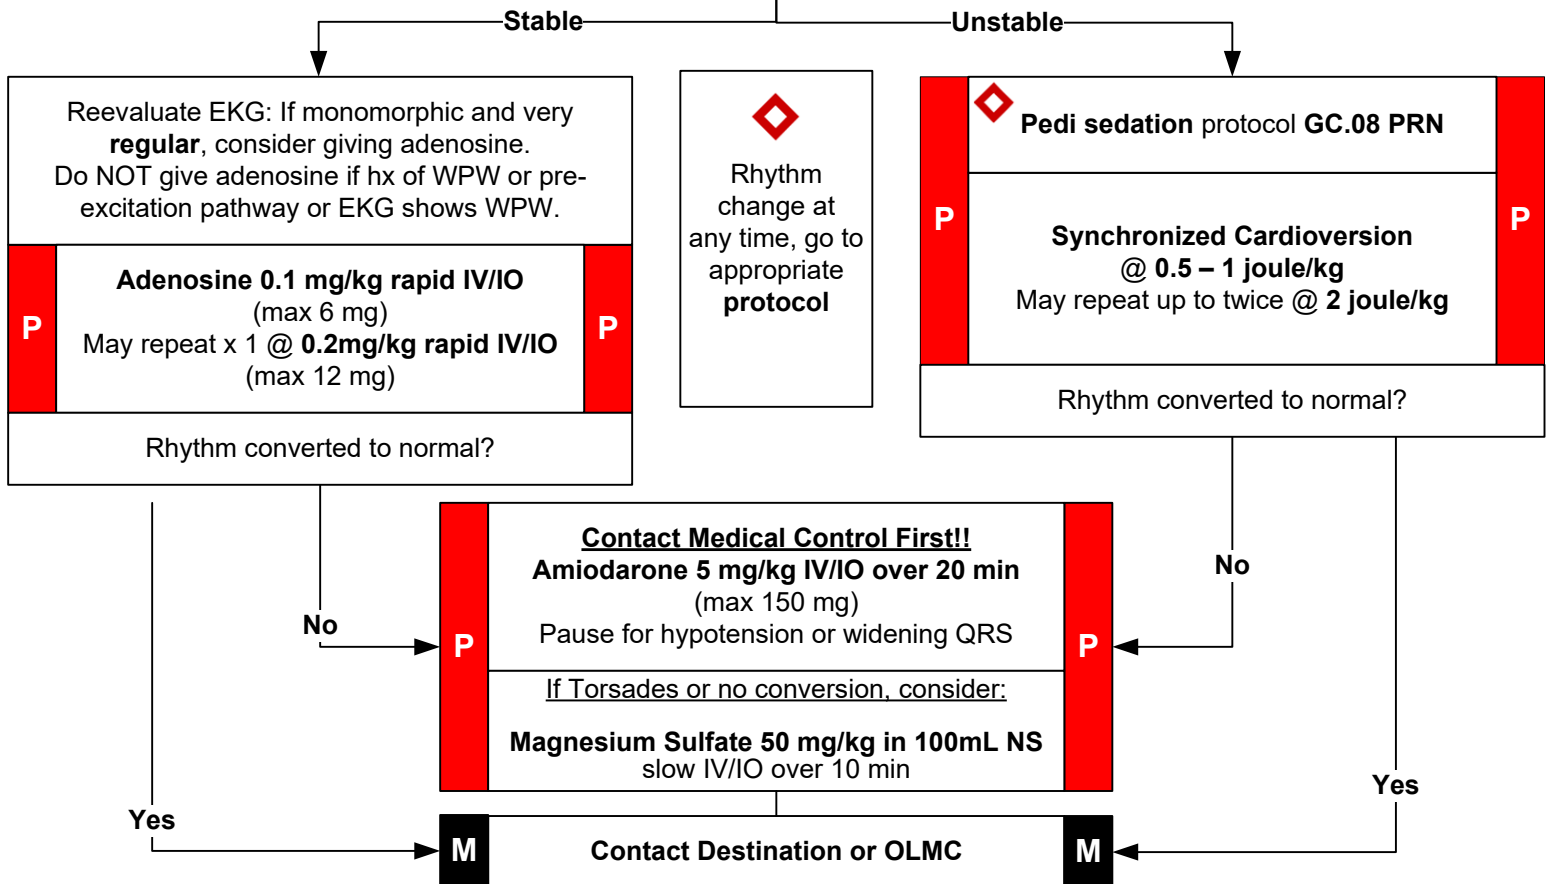 Stable
Unstable
Reevaluate EKG: If monomorphic and very
regular, consider giving adenosine.
Do NOT give adenosine if hx of WPW or pre-
excitation pathway or EKG shows WPW.
P
Adenosine 0.1 mg/kg rapid IV/IO
(max 6 mg)
May repeat x 1 @ 0.2mg/kg rapid IV/IO
(max 12 mg)
P
Rhythm converted to normal?
Rhythm
change at
any time, go to
appropriate
protocol
P
Pedi sedation protocol GC.08 PRN
Synchronized Cardioversion
@ 0.5 – 1 joule/kg
May repeat up to twice @ 2 joule/kg
P
Rhythm converted to normal?
No
No
P
Contact Medical Control First!!
Amiodarone 5 mg/kg IV/IO over 20 min
(max 150 mg)
Pause for hypotension or widening QRS
If Torsades or no conversion, consider:
Magnesium Sulfate 50 mg/kg in 100mL NS
slow IV/IO over 10 min
P
Yes
Yes
M
Contact Destination or OLMC
M